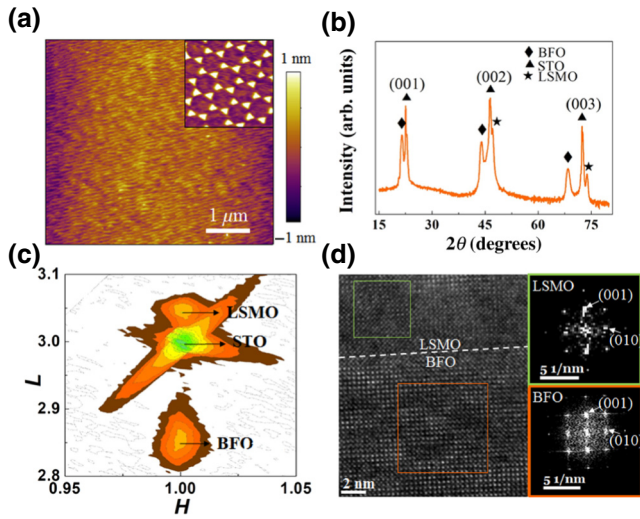 (a)
1 nm
1 μm
−1 nm
(b)
Intensity (arb. units)
BFO
STO
LSMO
(001)
(002)
(003)
15 30 45 60 75
2θ (degrees)
(c)
3.1
3.0
2.9
2.8
L
LSMO
STO
BFO
0.95 1.00 1.05
H
(d)
LSMO
BFO
2 nm
LSMO
(001)
(010)
5 1/nm
BFO
(001)
(010)
5 1/nm